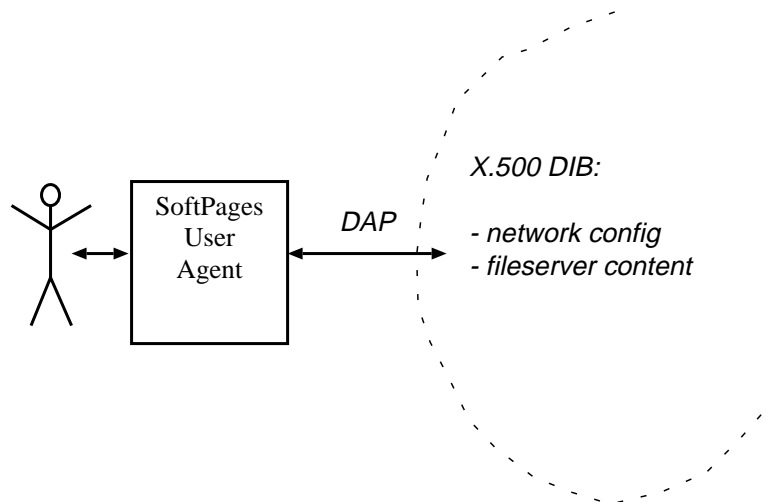 SoftPages
User
Agent
DAP
X.500 DIB:
- network config
- fileserver content